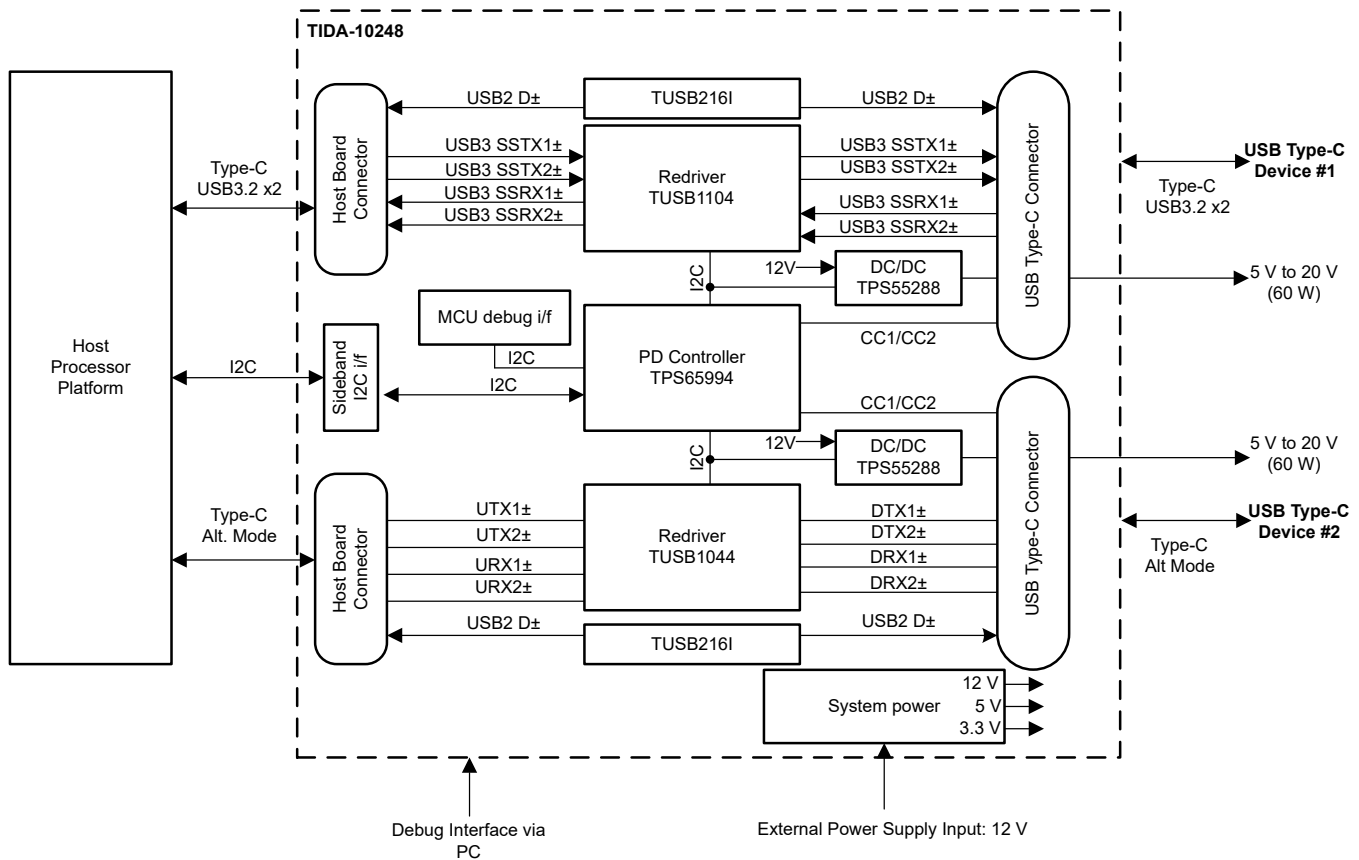 TIDA-10248
USB2 D±
TUSB216I
USB2 D±
Host Board
Connector
USB3 SSTX1±
USB3 SSTX2±
USB3 SSRX1±
USB3 SSRX2±
Redriver
TUSB1104
USB3 SSTX1±
USB3 SSTX2±
USB3 SSRX1±
USB3 SSRX2±
USB Type-C Connector
Type-C
USB3.2 x2
USB Type-C
Device #1
Type-C
USB3.2 x2
I2C
12V
DC/DC
TPS55288
5 V to 20 V
(60 W)
MCU debug i/f
I2C
PD Controller
TPS65994
CC1/CC2
Host
Processor
Platform
I2C
Sideband
I2C i/f
I2C
CC1/CC2
I2C
12V
DC/DC
TPS55288
USB Type-C Connector
5 V to 20 V
(60 W)
Type-C
Alt. Mode
Host Board
Connector
UTX1±
UTX2±
URX1±
URX2±
Redriver
TUSB1044
DTX1±
DTX2±
DRX1±
DRX2±
USB Type-C
Device #2
Type-C
Alt Mode
USB2 D±
TUSB216I
USB2 D±
System power
12 V
5 V
3.3 V
Debug Interface via
PC
External Power Supply Input: 12 V